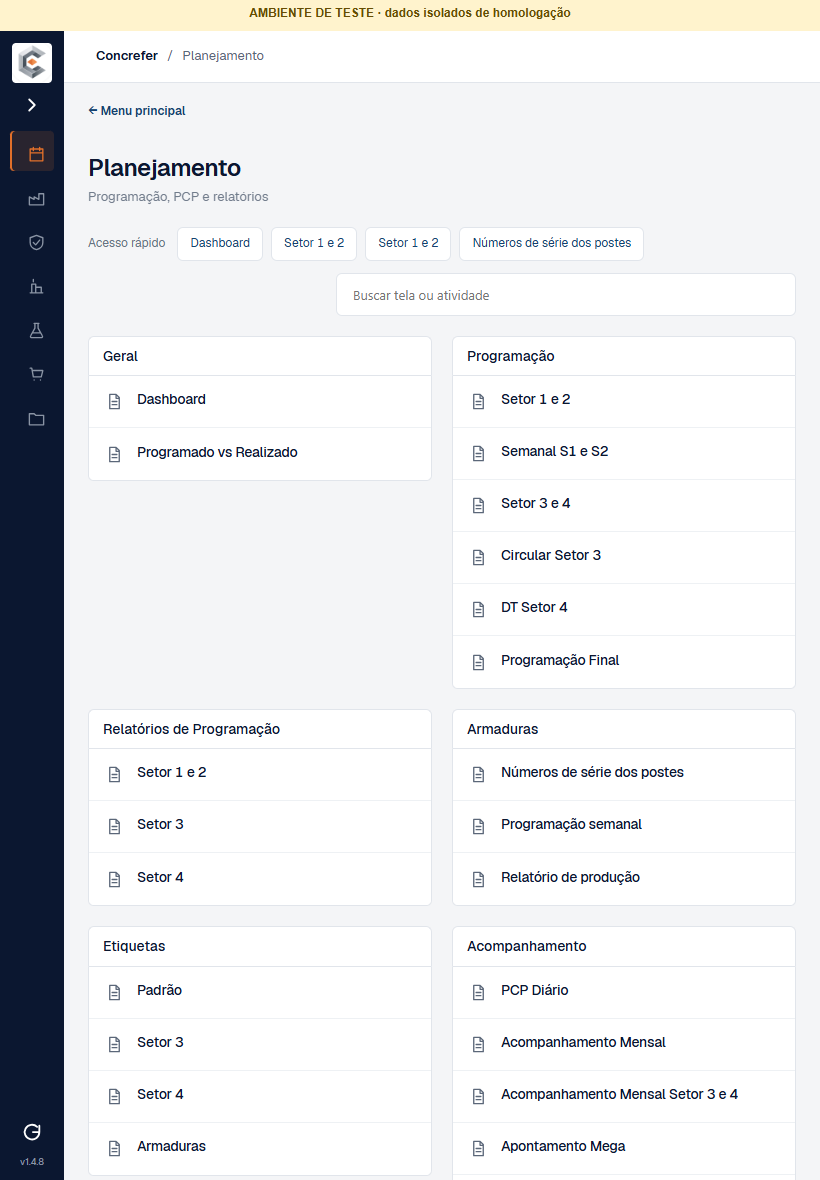 AMBIENTE DE TESTE · dados isolados de homologação
Concrefer / Planejamento
← Menu principal
Planejamento
Programação, PCP e relatórios
Acesso rápido Dashboard Setor 1 e 2 Setor 1 e 2 Números de série dos postes
Buscar tela ou atividade
Geral
Dashboard
Programado vs Realizado
Programação
Setor 1 e 2
Semanal S1 e S2
Setor 3 e 4
Circular Setor 3
DT Setor 4
Programação Final
Relatórios de Programação
Setor 1 e 2
Setor 3
Setor 4
Armaduras
Números de série dos postes
Programação semanal
Relatório de produção
Etiquetas
Padrão
Setor 3
Setor 4
Armaduras
Acompanhamento
PCP Diário
Acompanhamento Mensal
Acompanhamento Mensal Setor 3 e 4
Apontamento Mega
v1.4.8